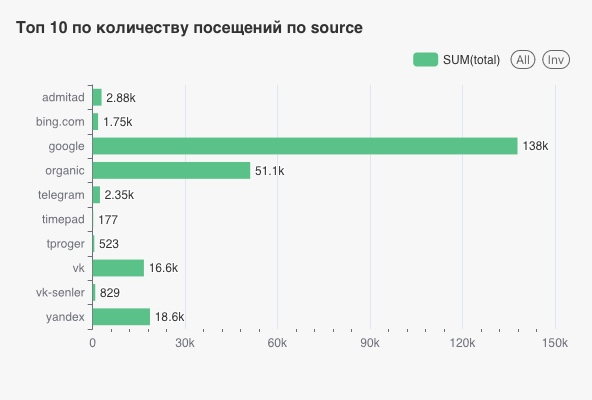 Топ 10 по количеству посещений по source
SUM(total) All Inv
admitad 2.88k
bing.com 1.75k
google 138k
organic 51.1k
telegram 2.35k
timepad 177
tproger 523
vk 16.6k
vk-senler 829
yandex 18.6k
0 30k 60k 90k 120k 150k